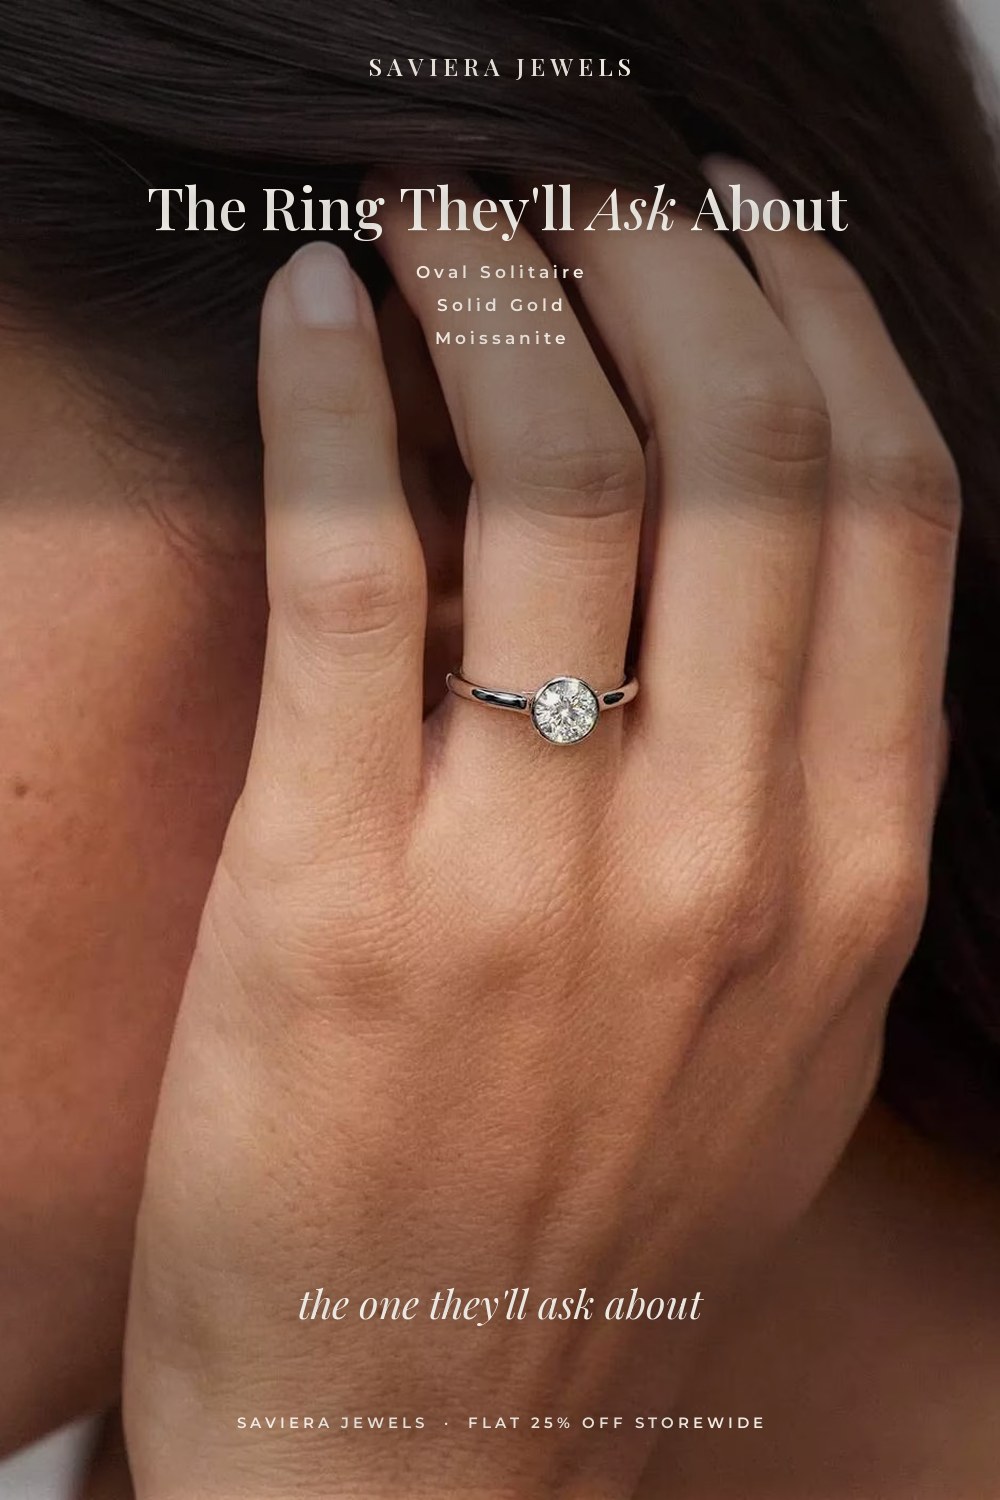 SAVIERA JEWELS
The Ring They'll Ask About
Oval Solitaire
Solid Gold
Moissanite
the one they'll ask about
SAVIERA JEWELS · FLAT 25% OFF STOREWIDE